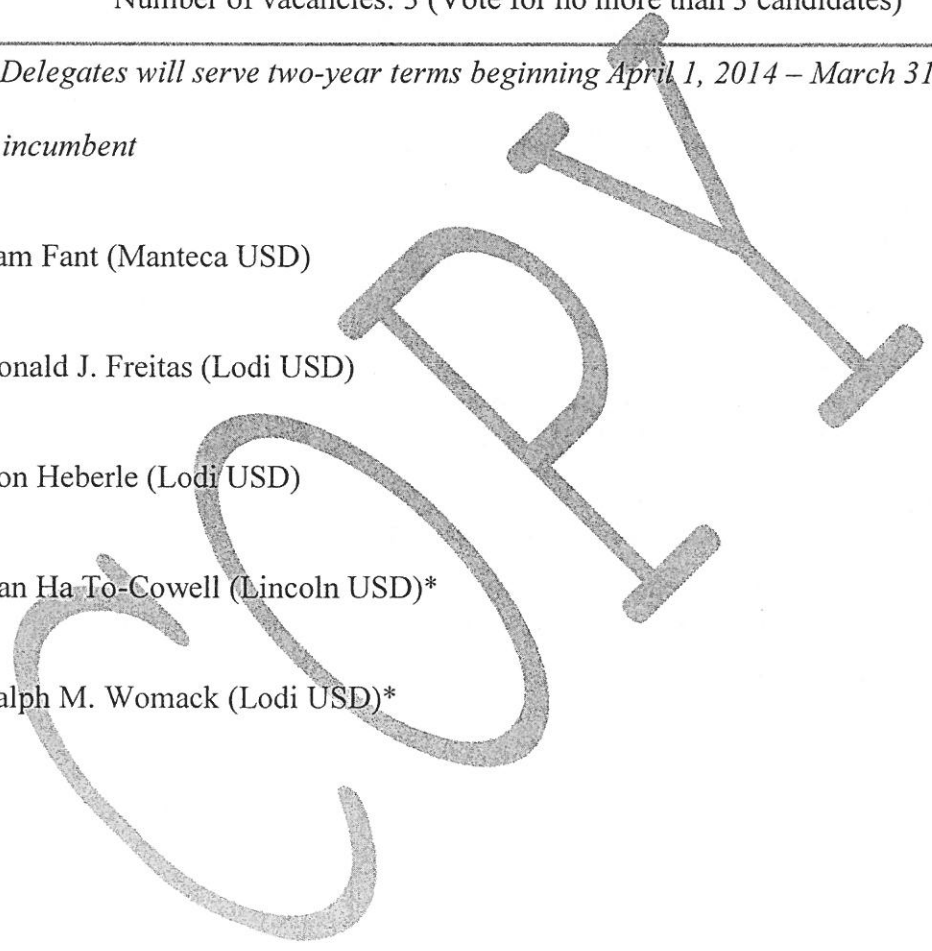 Number of vacancies: 3 (Vote for no more than 3 candidates)
Delegates will serve two-year terms beginning April 1, 2014 – March 31
incumbent
am Fant (Manteca USD)
onald J. Freitas (Lodi USD)
on Heberle (Lodi USD)
an Ha To-Cowell (Lincoln USD)*
alph M. Womack (Lodi USD)*
COPY